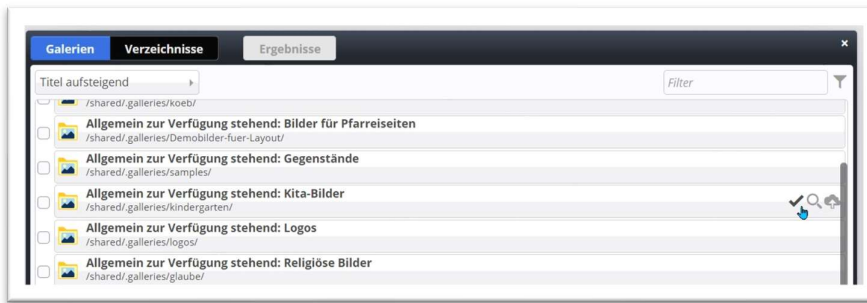 Galerien Verzeichnisse Ergebnisse ×
Titel aufsteigend Filter
/shared/.galleries/koeb/
Allgemein zur Verfügung stehend: Bilder für Pfarreiseiten
/shared/.galleries/Demobilder-fuer-Layout/
Allgemein zur Verfügung stehend: Gegenstände
/shared/.galleries/samples/
Allgemein zur Verfügung stehend: Kita-Bilder
/shared/.galleries/kindergarten/
Allgemein zur Verfügung stehend: Logos
/shared/.galleries/logos/
Allgemein zur Verfügung stehend: Religiöse Bilder
/shared/.galleries/glaube/